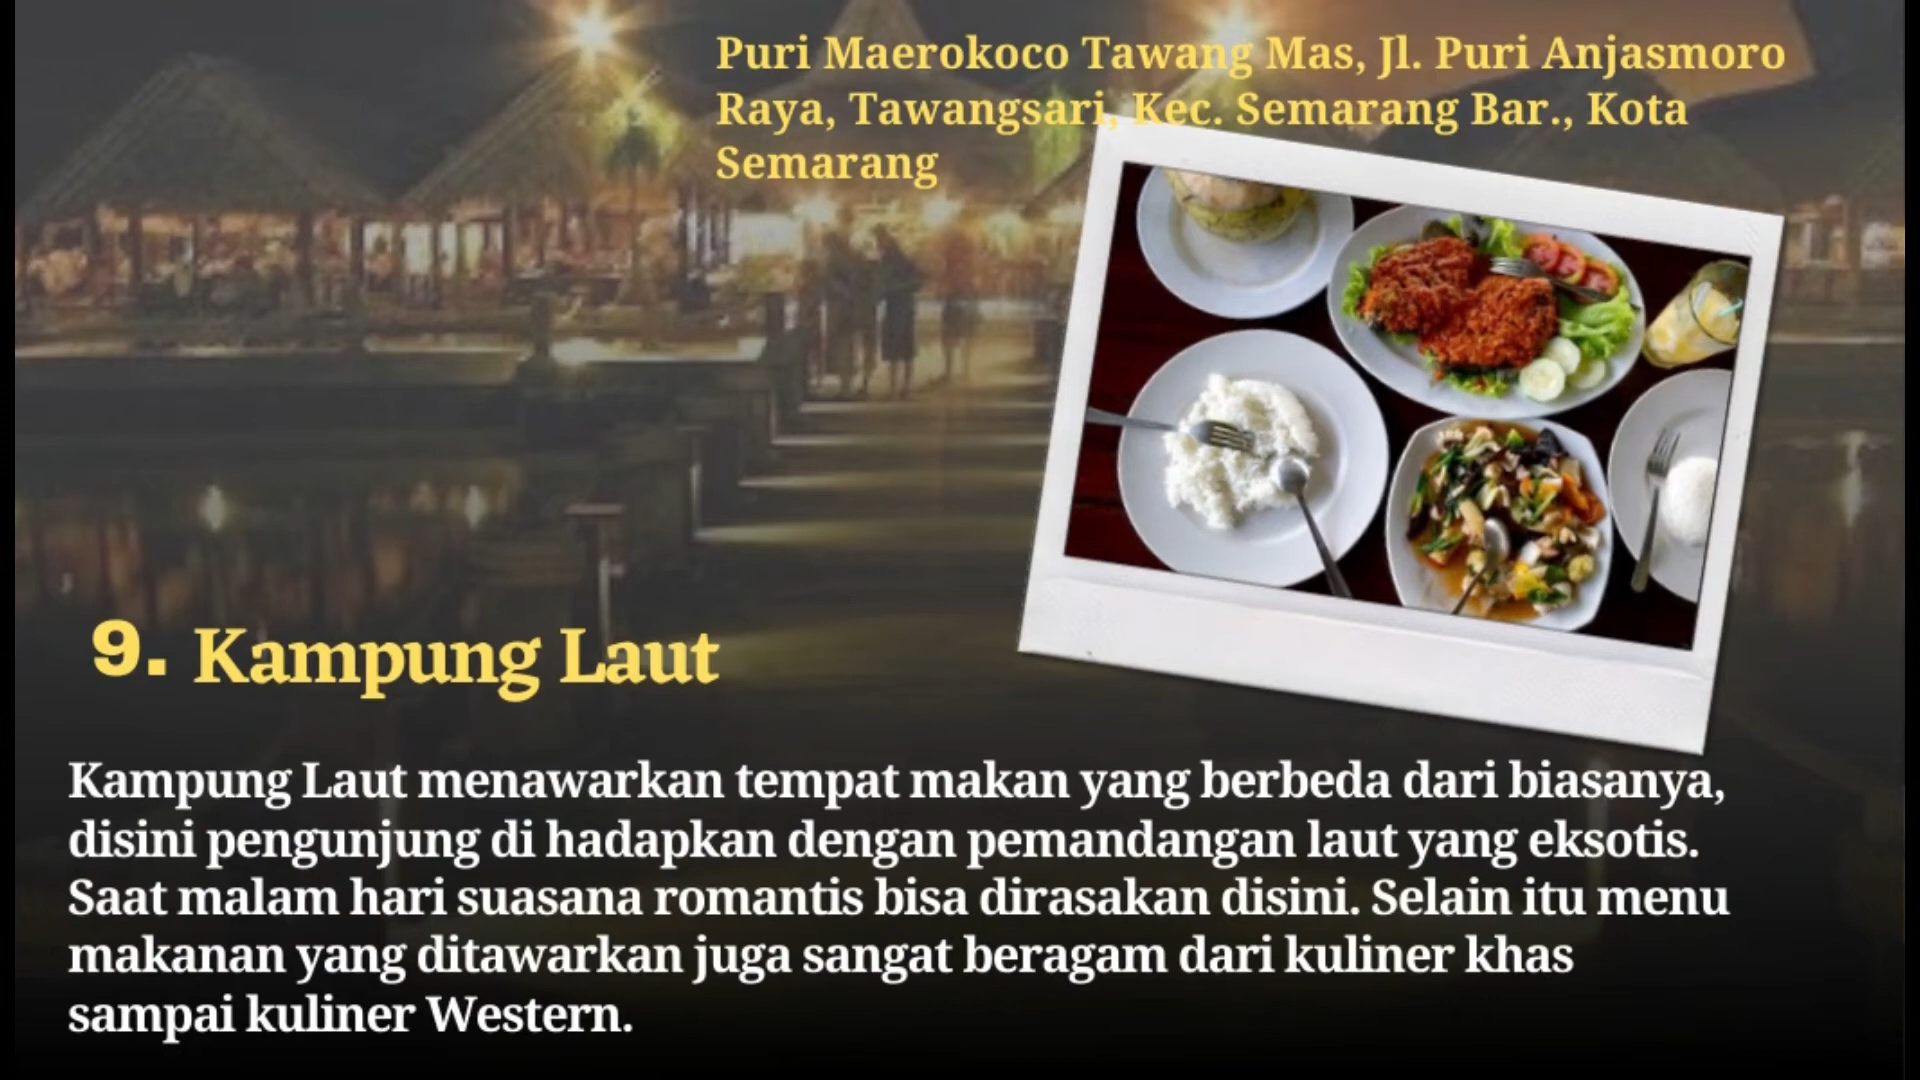 Puri Maerokoco Tawang Mas, Jl. Puri Anjasmoro
Raya, Tawangsari, Kec. Semarang Bar., Kota
Semarang
9. Kampung Laut
Kampung Laut menawarkan tempat makan yang berbeda dari biasanya,
disini pengunjung di hadapkan dengan pemandangan laut yang eksotis.
Saat malam hari suasana romantis bisa dirasakan disini. Selain itu menu
makanan yang ditawarkan juga sangat beragam dari kuliner khas
sampai kuliner Western.